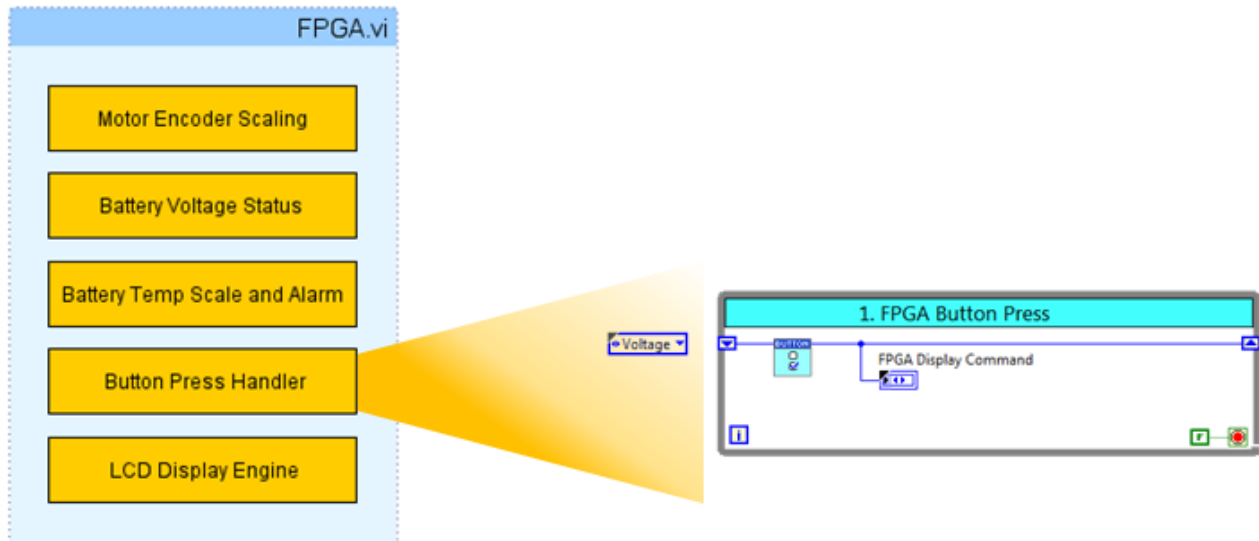 FPGA.vi
Motor Encoder Scaling
Battery Voltage Status
Battery Temp Scale and Alarm
Button Press Handler
LCD Display Engine
Voltage
1. FPGA Button Press
BUTTON
FPGA Display Command
i
F